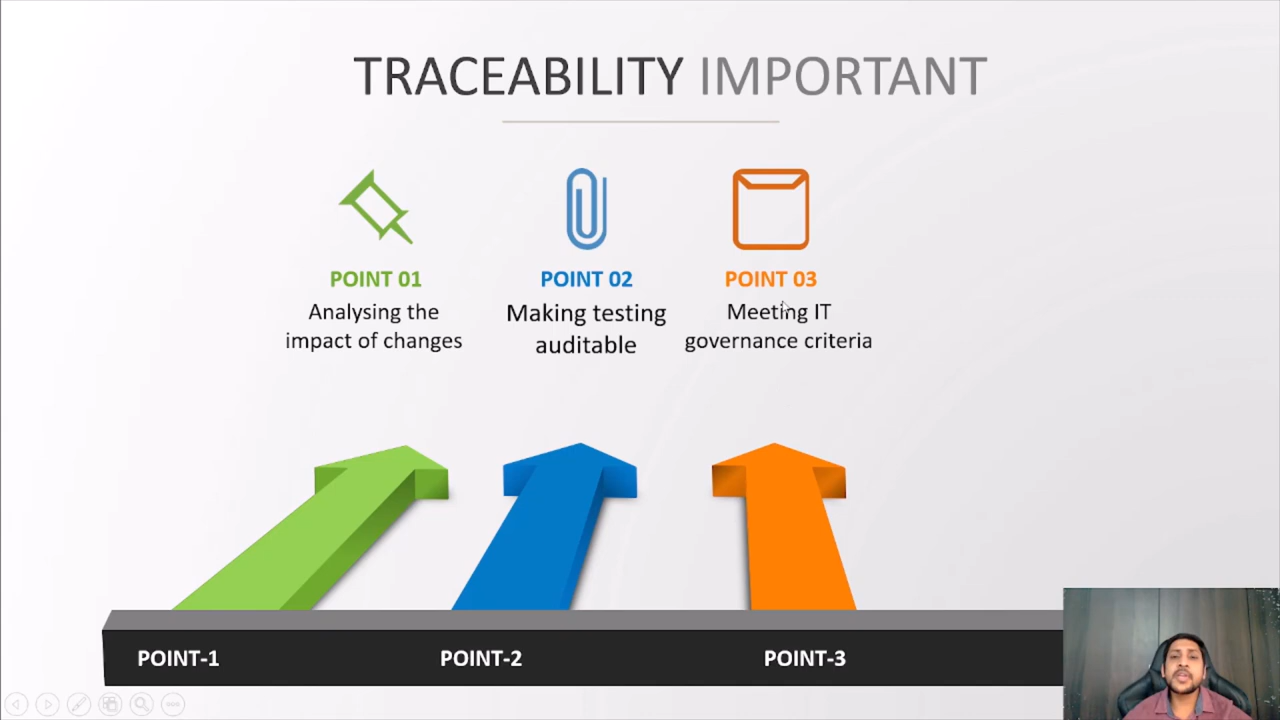 TRACEABILITY IMPORTANT
POINT 01
Analysing the
impact of changes
POINT 02
Making testing
auditable
POINT 03
Meeting IT
governance criteria
POINT-1
POINT-2
POINT-3